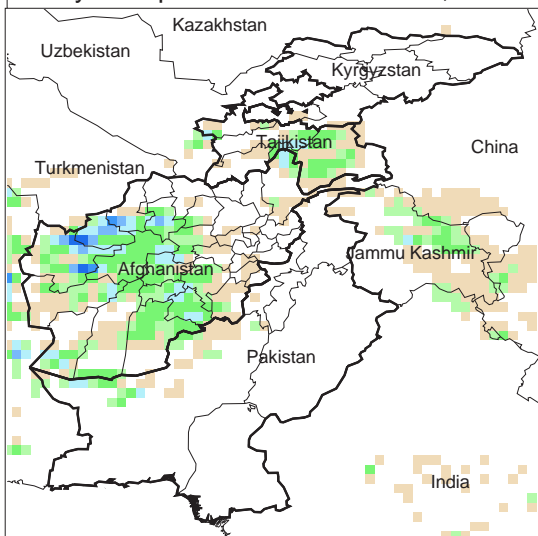 Kazakhstan
Uzbekistan
Kyrgyzstan
Tajikistan
China
Turkmenistan
Jammu Kashmir
Afghanistan
Pakistan
India